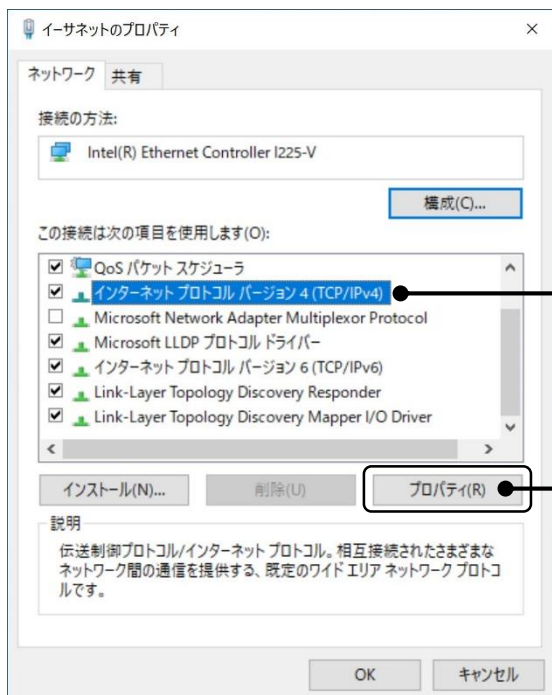 イーサネットのプロパティ
ネットワーク 共有
接続の方法:
Intel(R) Ethernet Controller I225-V
構成(C)...
この接続は次の項目を使用します(O):
QoS パケット スケジューラ
インターネット プロトコル バージョン 4 (TCP/IPv4)
Microsoft Network Adapter Multiplexor Protocol
Microsoft LLDP プロトコル ドライバー
インターネット プロトコル バージョン 6 (TCP/IPv6)
Link-Layer Topology Discovery Responder
Link-Layer Topology Discovery Mapper I/O Driver
インストール(N)... 削除(U) プロパティ(R)
説明
伝送制御プロトコル/インターネット プロトコル。相互接続されたさまざまな
ネットワーク間の通信を提供する、既定のワイド エリア ネットワーク プロトコ
ルです。
OK キャンセル